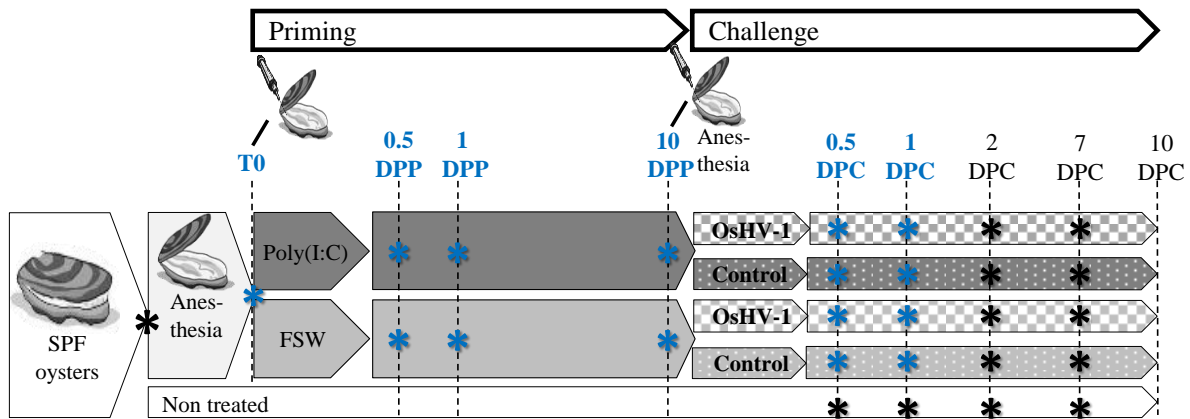 Priming
Challenge
Anes-
thesia
T0
0.5
DPP
1
DPP
10
DPP
0.5
DPC
1
DPC
2
DPC
7
DPC
10
DPC
SPF
oysters
Anes-
thesia
Poly(I:C)
FSW
OsHV-1
Control
OsHV-1
Control
Non treated